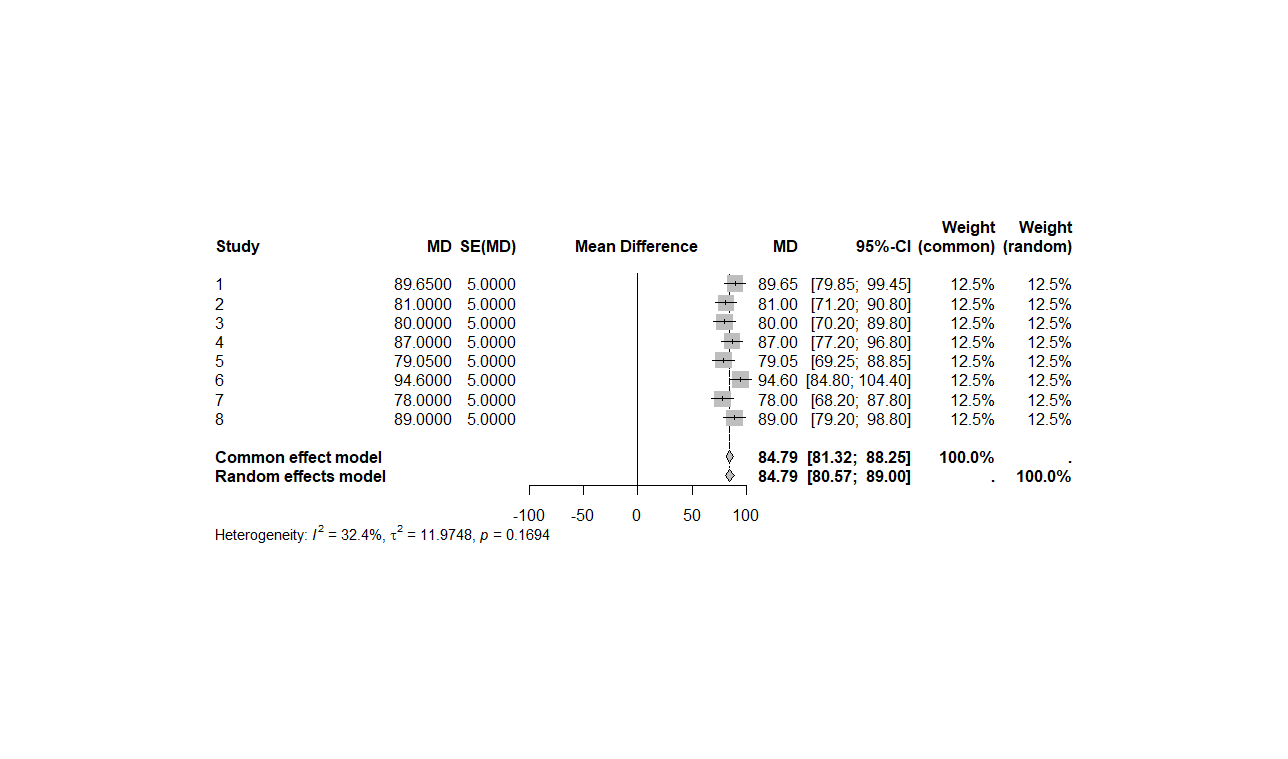 Weight Weight
Study MD SE(MD) Mean Difference MD 95%-CI (common) (random)
1 89.6500 5.0000 89.65 [79.85; 99.45] 12.5% 12.5%
2 81.0000 5.0000 81.00 [71.20; 90.80] 12.5% 12.5%
3 80.0000 5.0000 80.00 [70.20; 89.80] 12.5% 12.5%
4 87.0000 5.0000 87.00 [77.20; 96.80] 12.5% 12.5%
5 79.0500 5.0000 79.05 [69.25; 88.85] 12.5% 12.5%
6 94.6000 5.0000 94.60 [84.80; 104.40] 12.5% 12.5%
7 78.0000 5.0000 78.00 [68.20; 87.80] 12.5% 12.5%
8 89.0000 5.0000 89.00 [79.20; 98.80] 12.5% 12.5%
Common effect model 84.79 [81.32; 88.25] 100.0% .
Random effects model 84.79 [80.57; 89.00] . 100.0%
-100 -50 0 50 100
Heterogeneity: I² = 32.4%, τ² = 11.9748, p = 0.1694